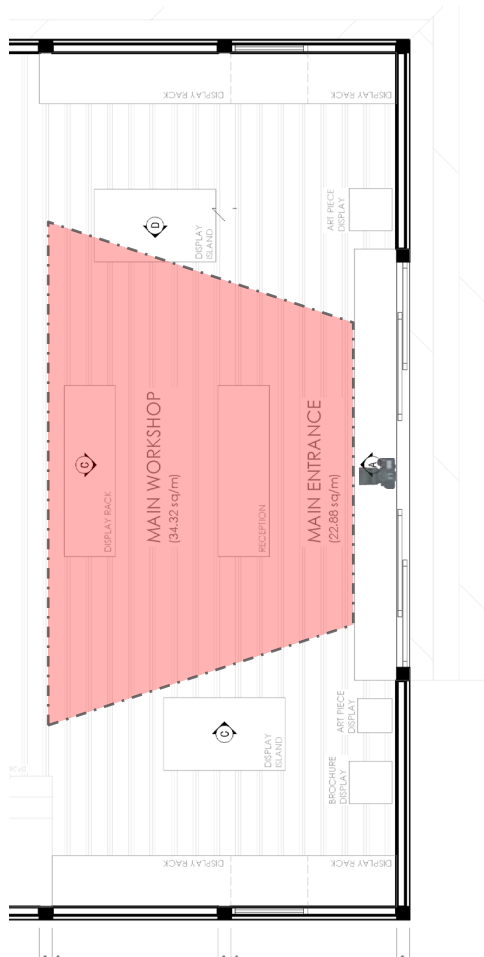 DISPLAY RACK
DISPLAY RACK
D
DISPLAY
ISLAND
ART PIECE
DISPLAY
C
DISPLAY RACK
MAIN WORKSHOP
(34.32 sq/m)
RECEPTION
MAIN ENTRANCE
(22.88 sq/m)
A
C
DISPLAY
ISLAND
ART PIECE
DISPLAY
BROCHURE
DISPLAY
DISPLAY RACK
DISPLAY RACK